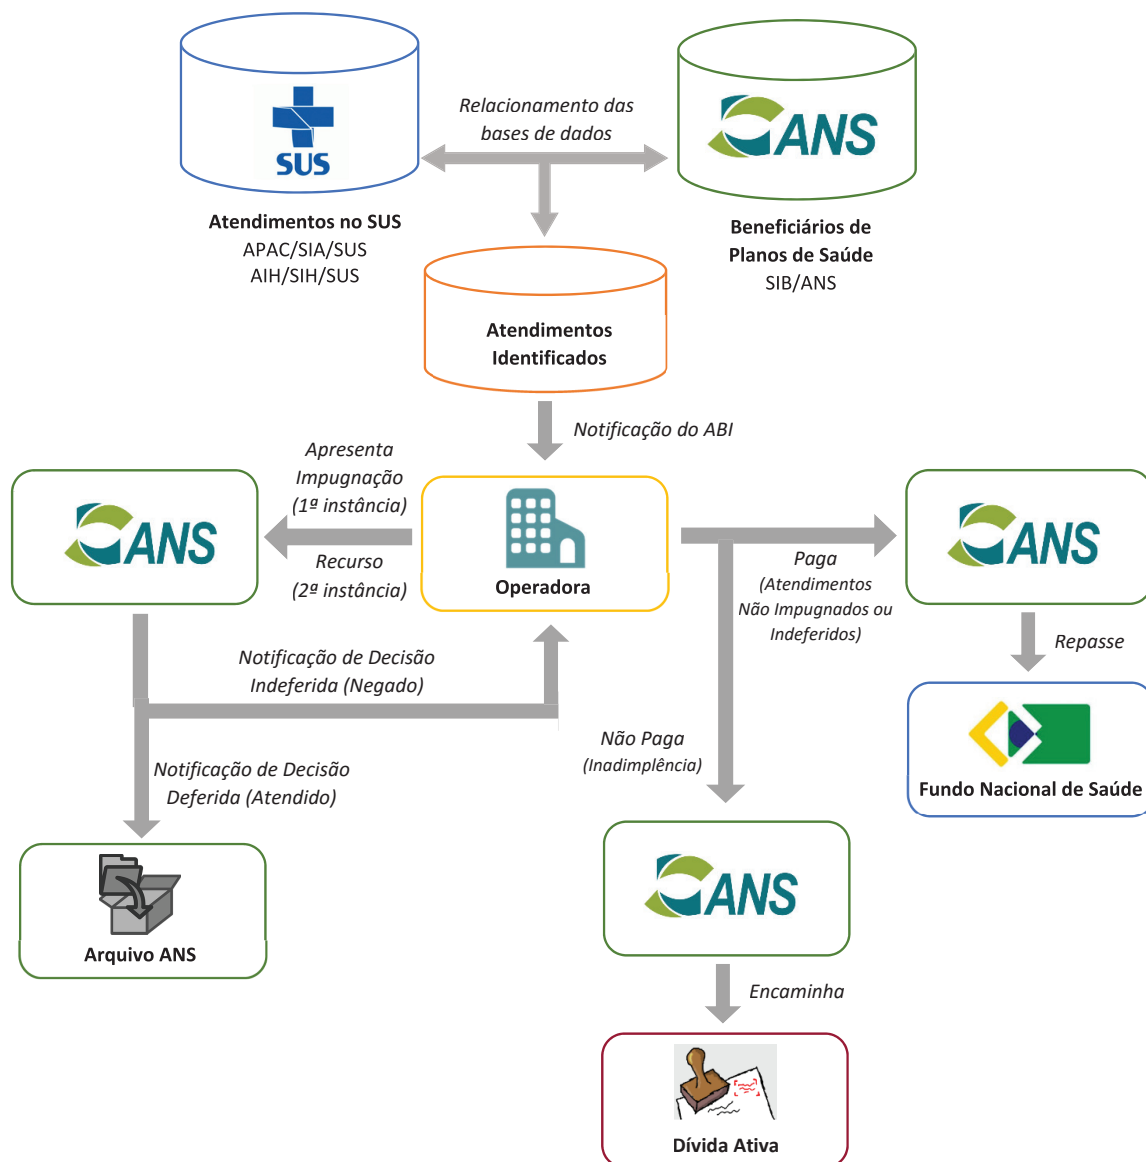 SUS
Relacionamento das
bases de dados
ANS
Atendimentos no SUS
APAC/SIA/SUS
AIH/SIH/SUS
Beneficiários de
Planos de Saúde
SIB/ANS
Atendimentos
Identificados
Notificação do ABI
Apresenta
Impugnação
(1ª instância)
Recurso
(2ª instância)
ANS
Operadora
Paga
(Atendimentos
Não Impugnados ou
Indeferidos)
ANS
Repasse
Fundo Nacional de Saúde
Notificação de Decisão
Indeferida (Negado)
Notificação de Decisão
Deferida (Atendido)
Não Paga
(Inadimplência)
Arquivo ANS
ANS
Encaminha
Dívida Ativa